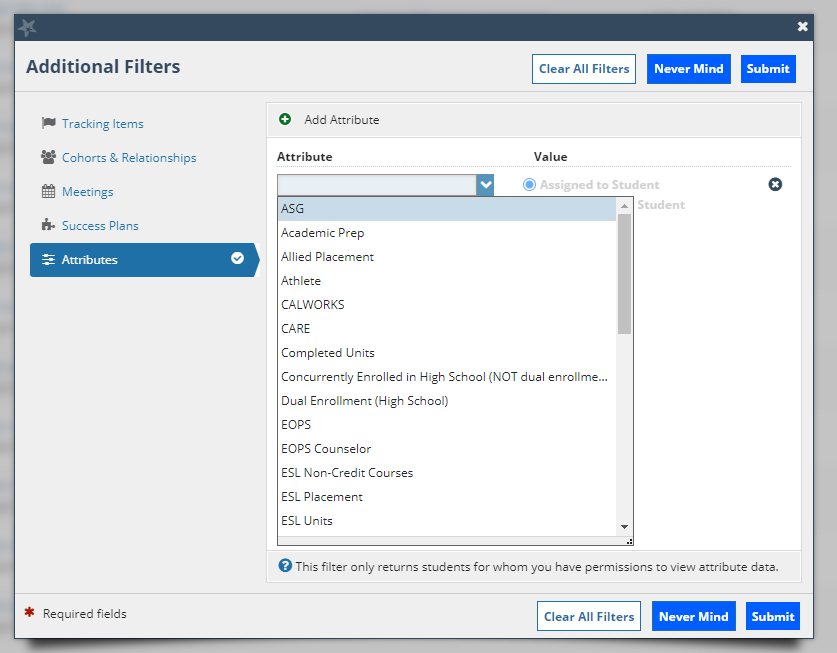 Additional Filters
Clear All Filters
Never Mind
Submit
Tracking Items
Cohorts & Relationships
Meetings
Success Plans
Attributes
Add Attribute
Attribute Value
Assigned to Student
Student
ASG
Academic Prep
Allied Placement
Athlete
CALWORKS
CARE
Completed Units
Concurrently Enrolled in High School (NOT dual enrollme...
Dual Enrollment (High School)
EOPS
EOPS Counselor
ESL Non-Credit Courses
ESL Placement
ESL Units
This filter only returns students for whom you have permissions to view attribute data.
* Required fields
Clear All Filters
Never Mind
Submit